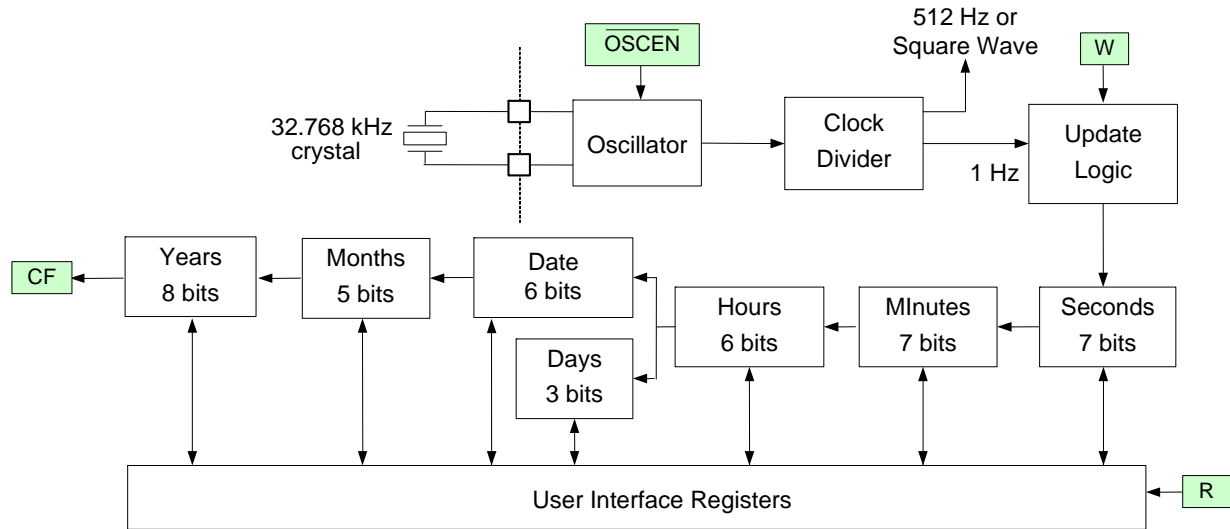 512 Hz or
Square Wave
OSCEN
W
32.768 kHz
crystal
Oscillator
Clock
Divider
1 Hz
Update
Logic
CF
Years
8 bits
Months
5 bits
Date
6 bits
Days
3 bits
Hours
6 bits
MInutes
7 bits
Seconds
7 bits
User Interface Registers
R